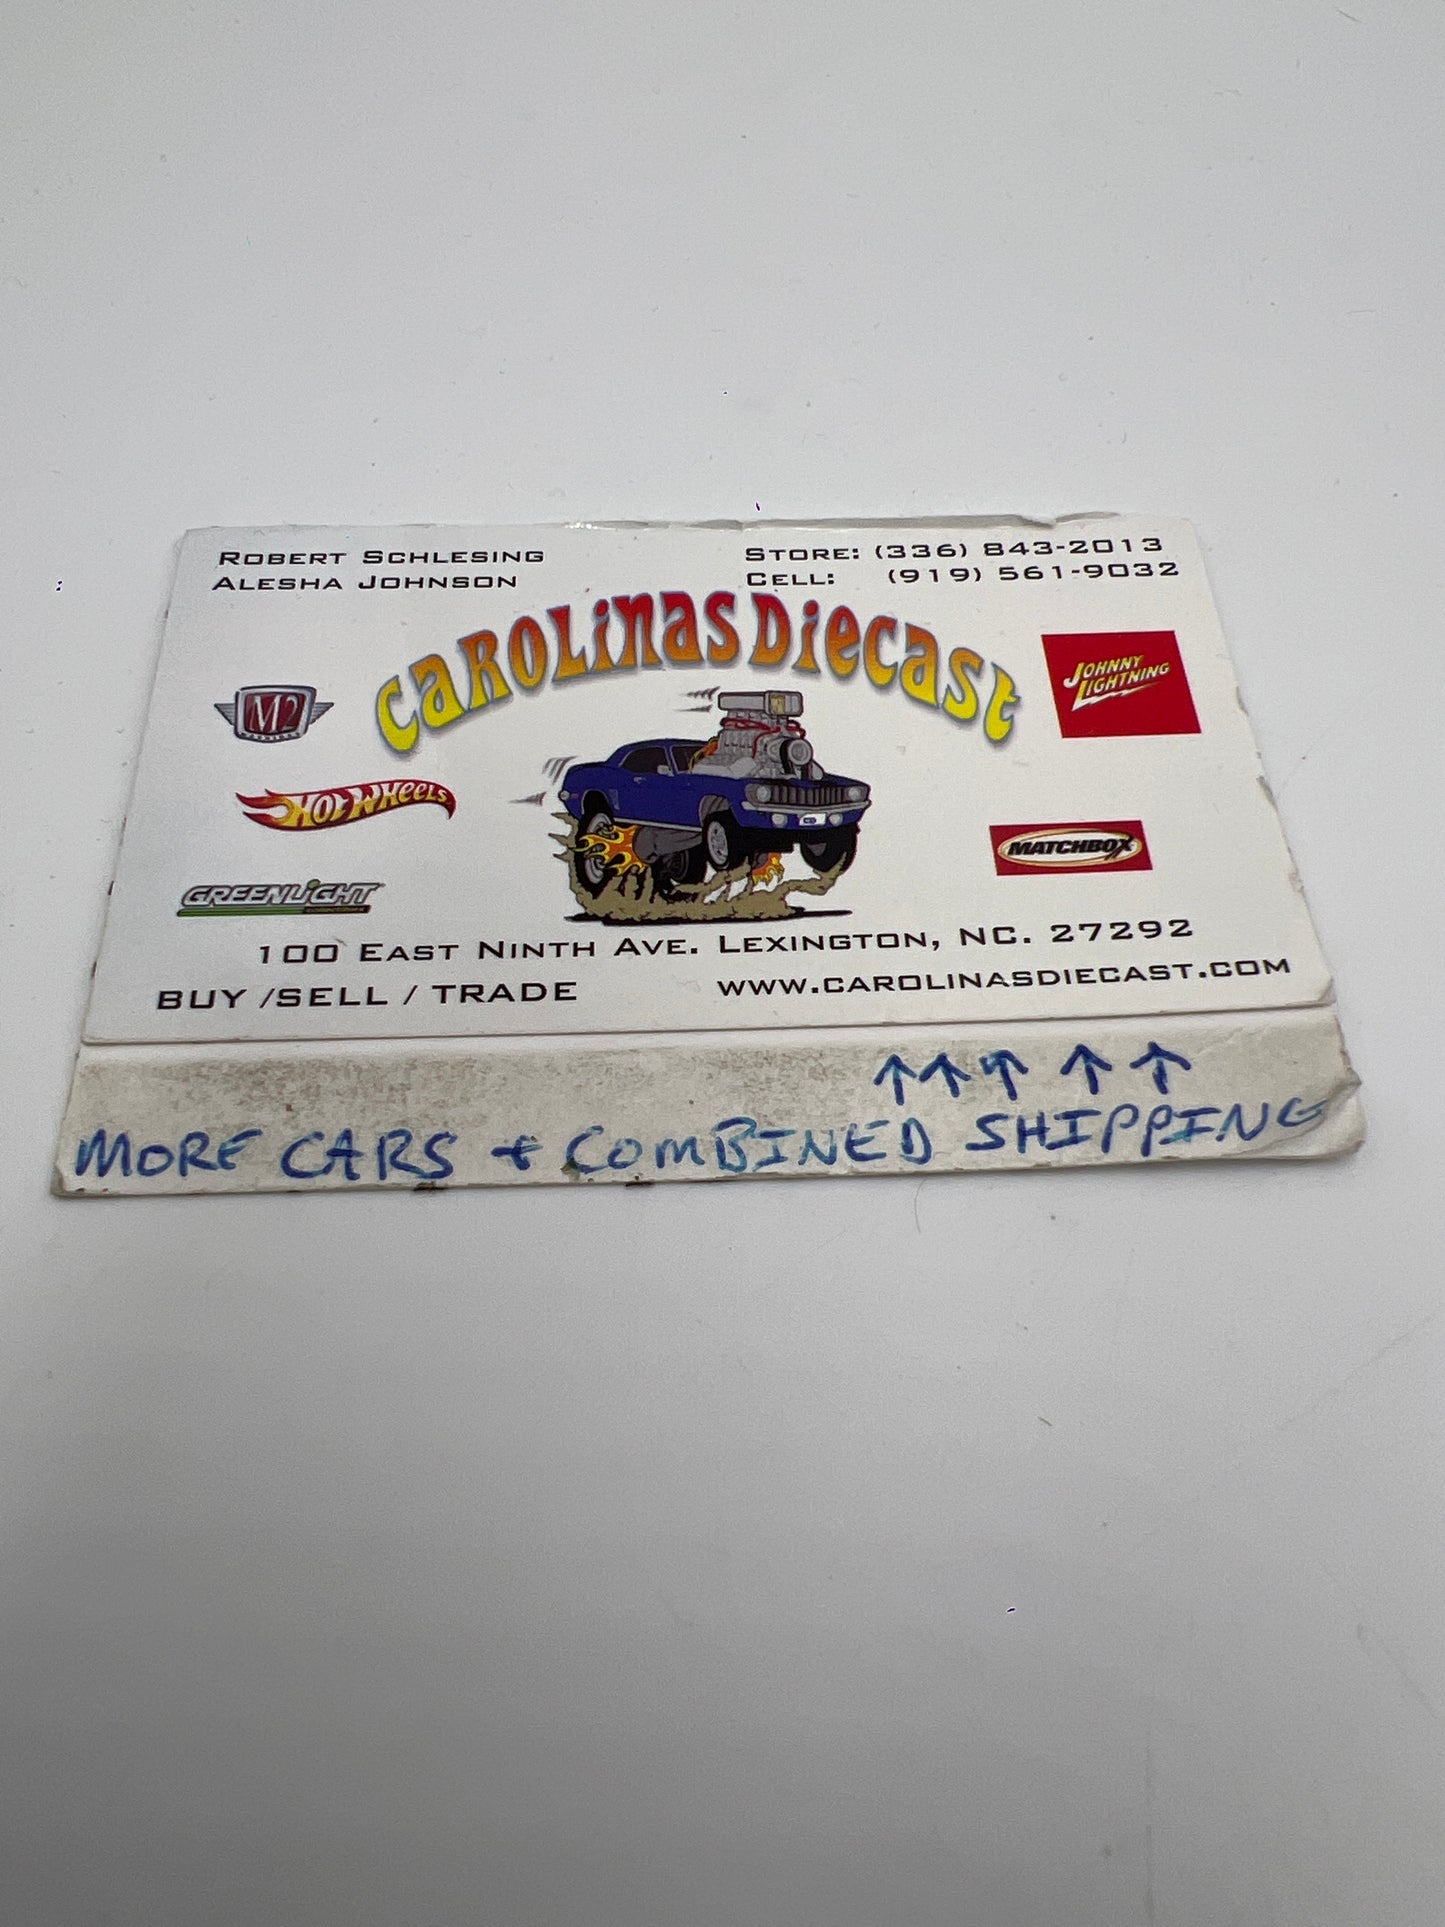 ROBERT SCHLESING
ALESHA JOHNSON
STORE: (336) 843-2013
CELL: (919) 561-9032
CAROLiNAS DiECAST
M2
HOT WHEELS
GREENLiGHT
JOHNNY
LIGHTNING
MATCHBOX
100 EAST NINTH AVE. LEXINGTON, NC. 27292
BUY /SELL / TRADE
WWW.CAROLINASDIECAST.COM
↑ ↑ ↑ ↑ ↑
MORE CARS + COMBINED SHIPPING